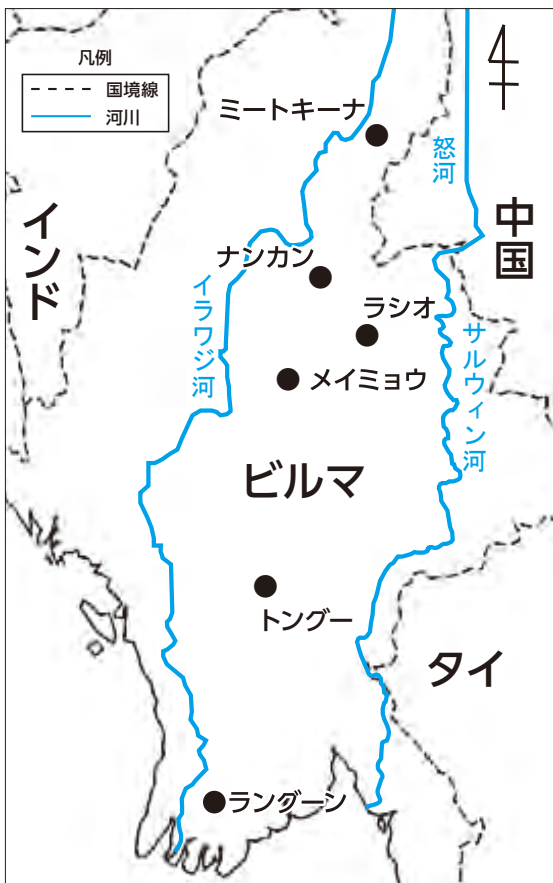 凡例
国境線
河川
ミートキーナ
怒河
中国
インド
ナンカン
イラワジ河
ラシオ
サルウィン河
メイミョウ
ビルマ
トングー
タイ
ラングーン